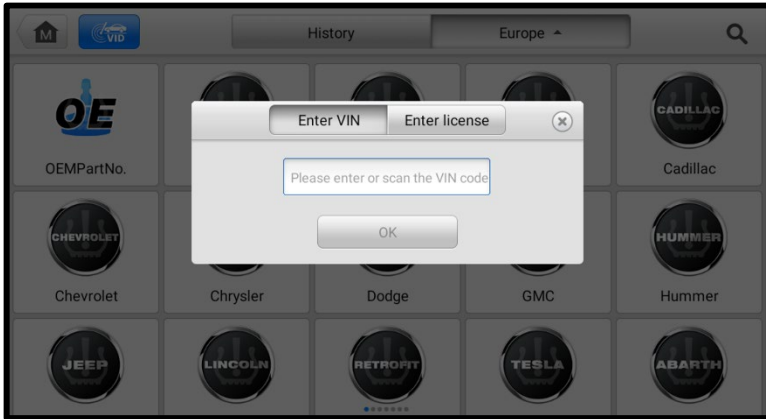 M
VID
History
Europe
OE
OEMPartNo.
CADILLAC
Cadillac
Enter VIN
Enter license
Please enter or scan the VIN code
OK
CHEVROLET
Chevrolet
Chrysler
Dodge
GMC
HUMMER
Hummer
JEEP
LINCOLN
RETROFIT
TESLA
ABARTH